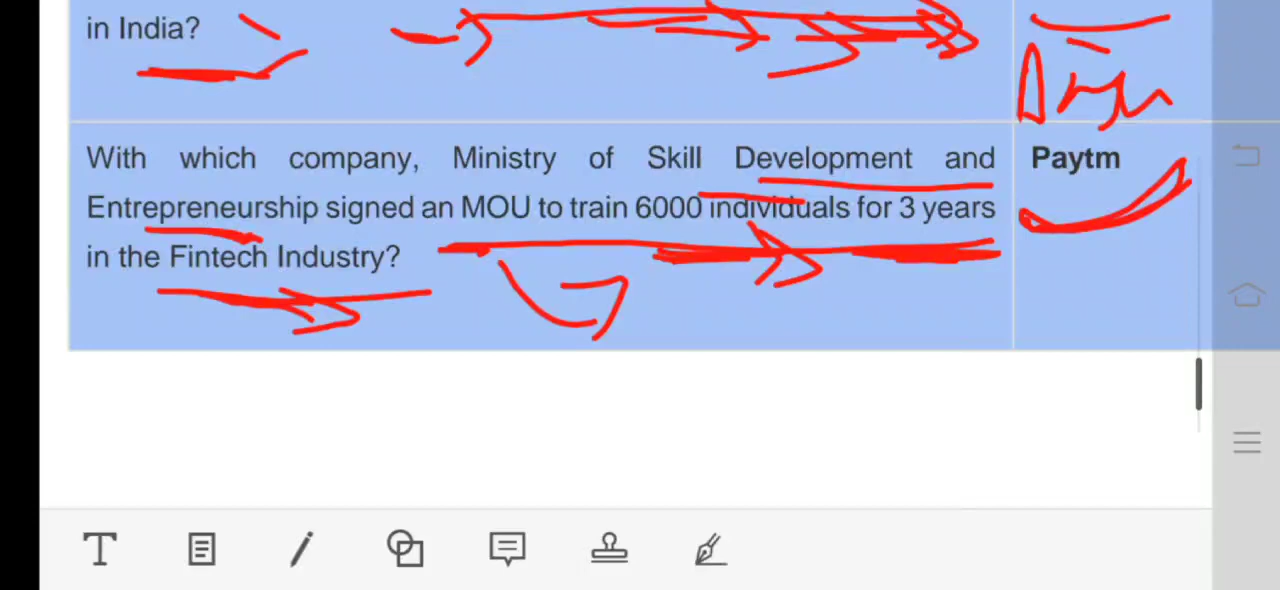 in India?
With which company, Ministry of Skill Development and Paytm
Entrepreneurship signed an MOU to train 6000 individuals for 3 years
in the Fintech Industry?
T